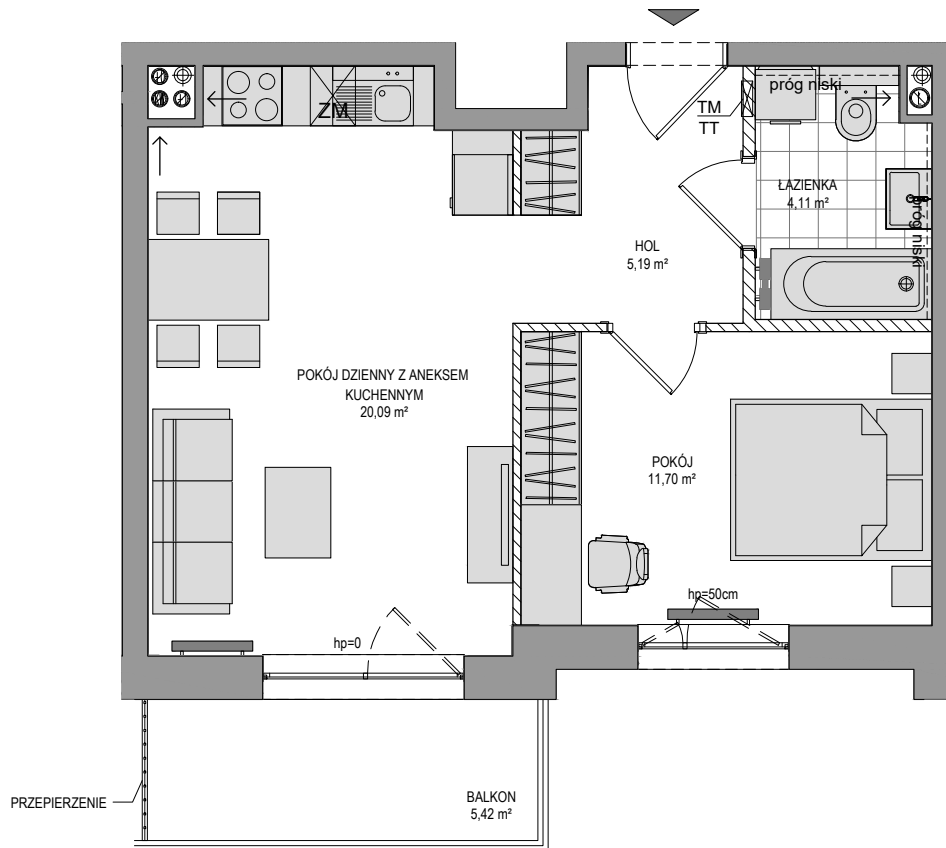 próg niski
ZM
TM
TT
ŁAZIENKA
4,11 m²
próg niski
HOL
5,19 m²
POKÓJ DZIENNY Z ANEKSEM
KUCHENNYM
20,09 m²
POKÓJ
11,70 m²
hp=50cm
hp=0
PRZEPIERZENIE
BALKON
5,42 m²